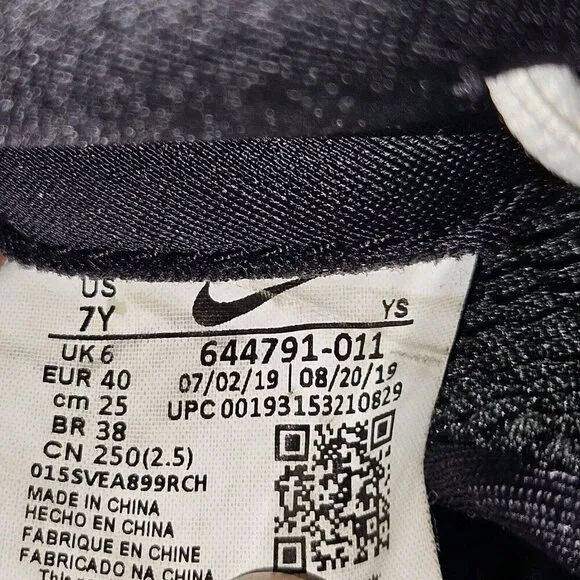 US
7Y
YS
UK 6
644791-011
EUR 40
07/02/19 | 08/20/19
cm 25
UPC 00193153210829
BR 38
CN 250(2.5)
015SVEA899RCH
MADE IN CHINA
HECHO EN CHINA
FABRIQUE EN CHINE
FABRICADO NA CHINA